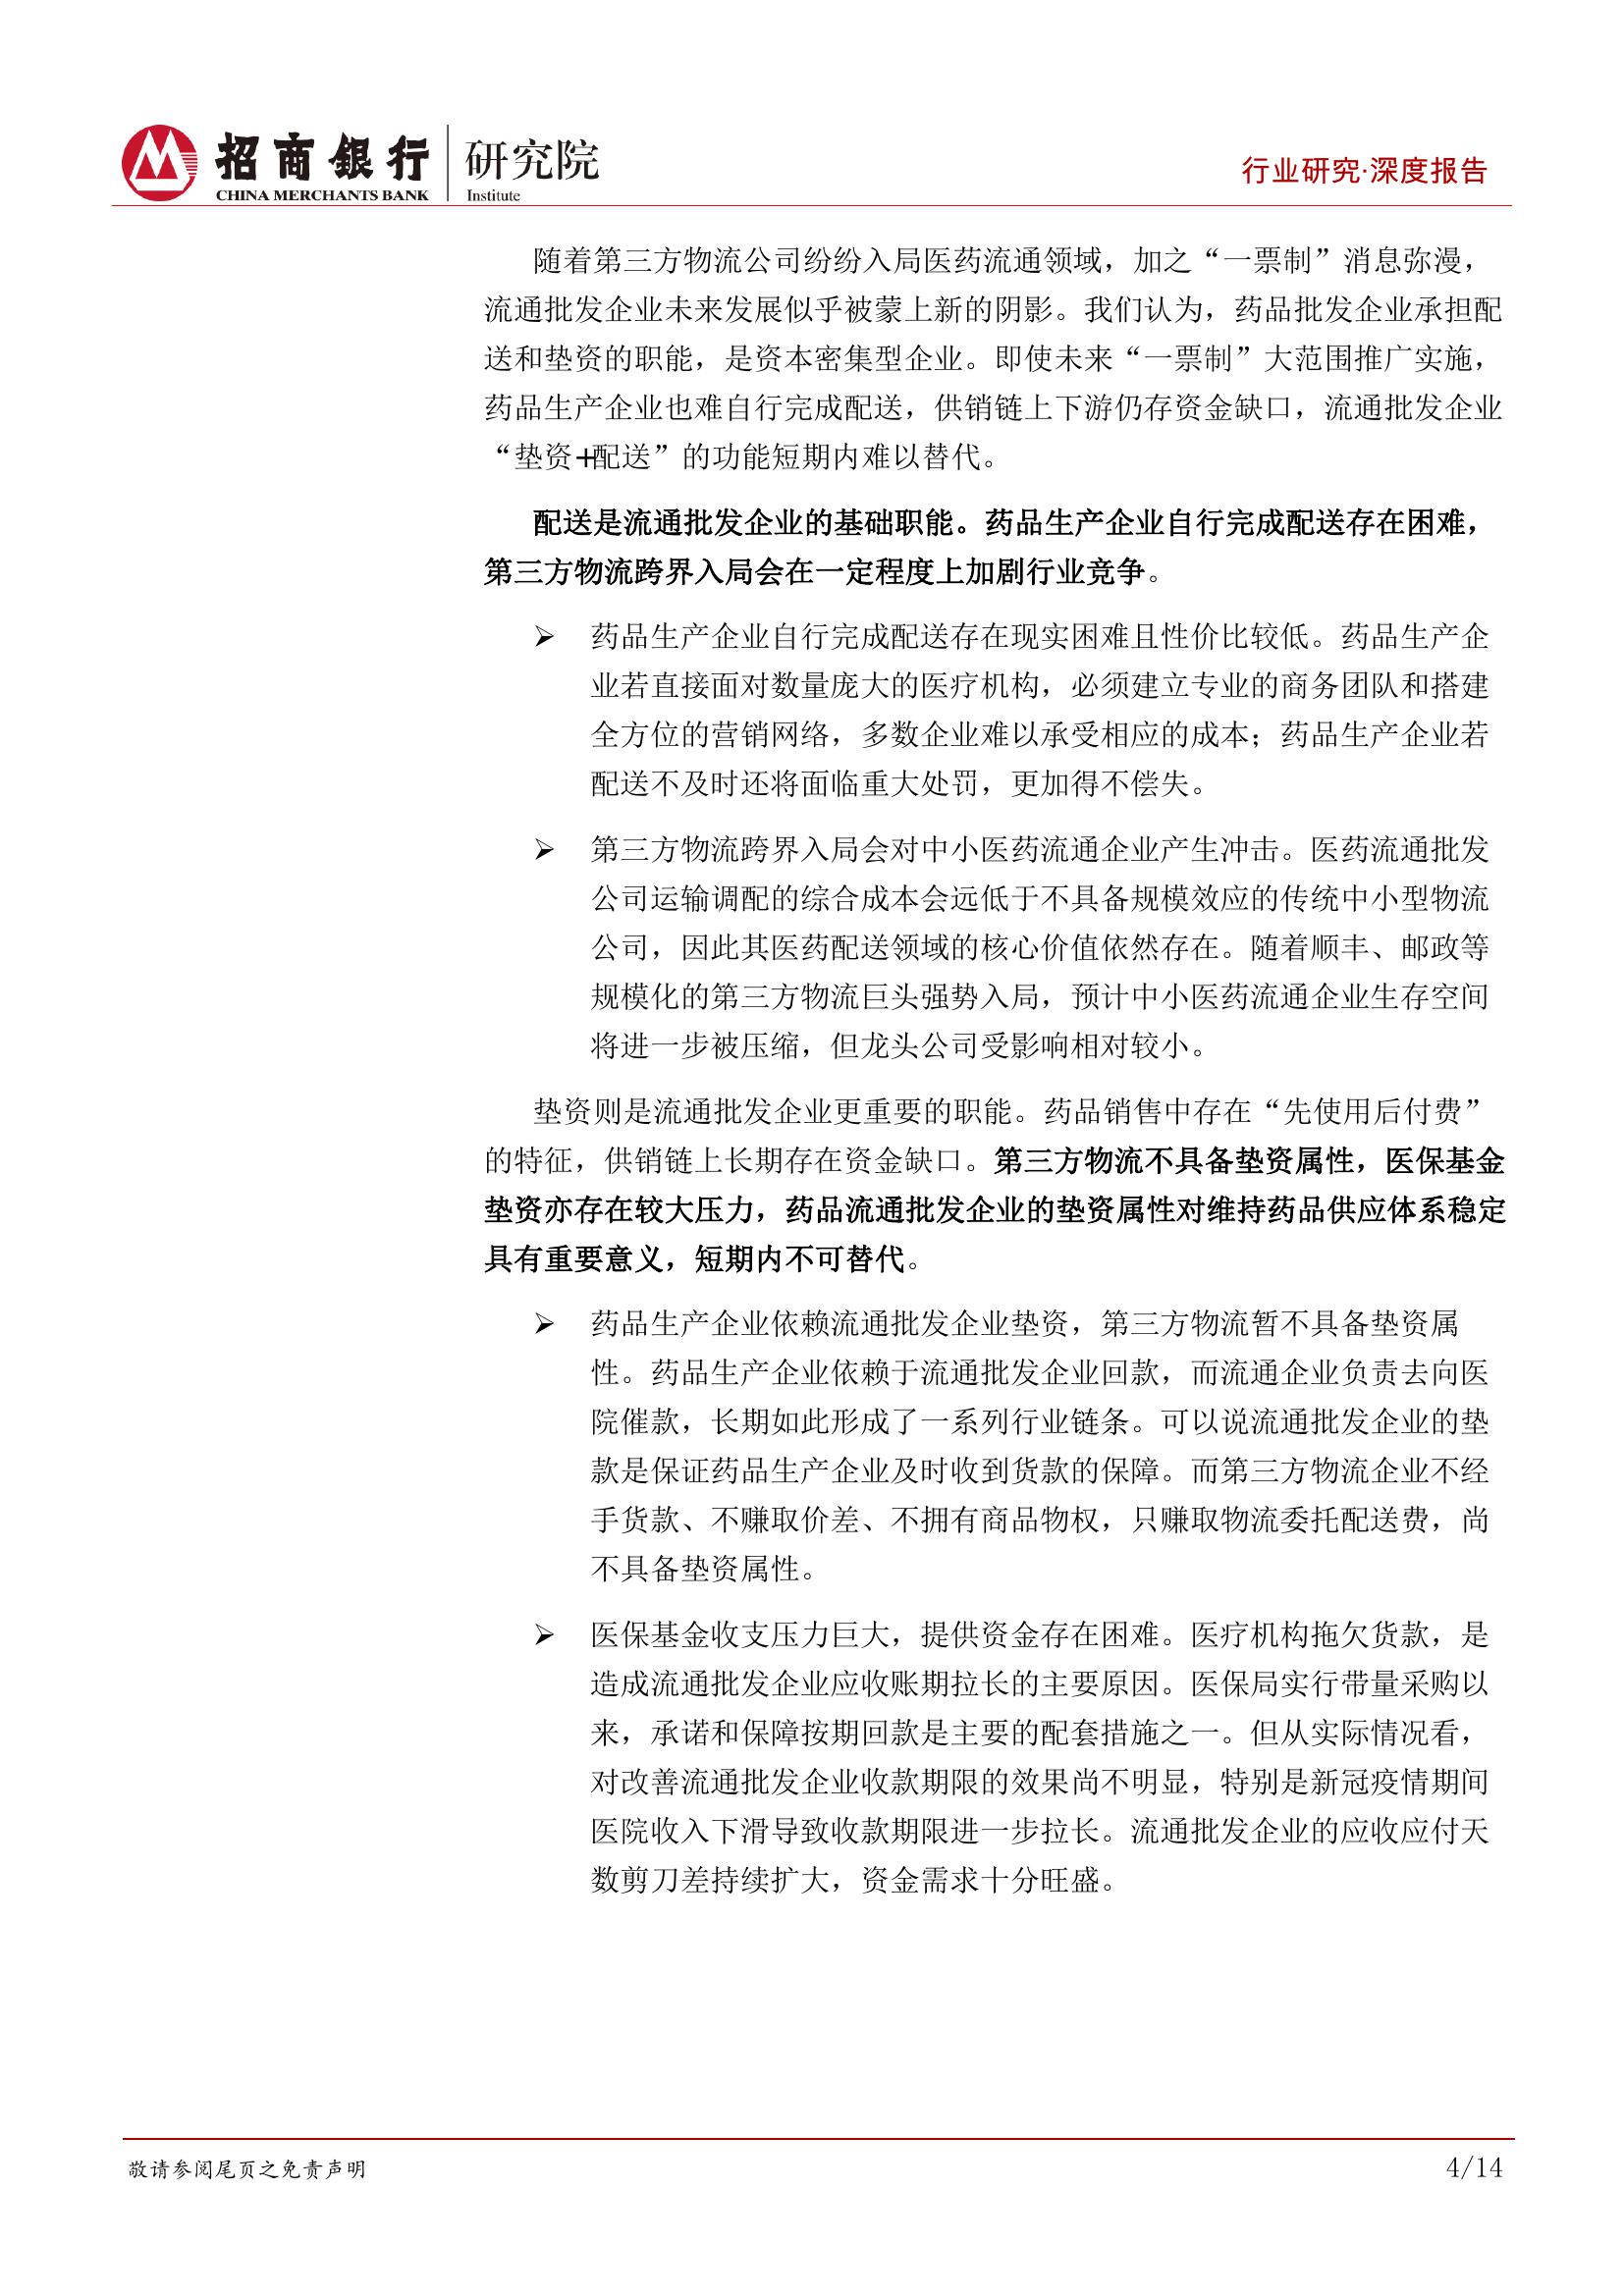 招商银行
CHINA MERCHANTS BANK
研究院
Institute
行业研究·深度报告
随着第三方物流公司纷纷入局医药流通领域，加之“一票制”消息弥漫，
流通批发企业未来发展似乎被蒙上新的阴影。我们认为，药品批发企业承担配
送和垫资的职能，是资本密集型企业。即使未来“一票制”大范围推广实施，
药品生产企业也难自行完成配送，供销链上下游仍存资金缺口，流通批发企业
“垫资+配送”的功能短期内难以替代。
配送是流通批发企业的基础职能。药品生产企业自行完成配送存在困难，
第三方物流跨界入局会在一定程度上加剧行业竞争。
➢ 药品生产企业自行完成配送存在现实困难且性价比较低。药品生产企
业若直接面对数量庞大的医疗机构，必须建立专业的商务团队和搭建
全方位的营销网络，多数企业难以承受相应的成本；药品生产企业若
配送不及时还将面临重大处罚，更加得不偿失。
➢ 第三方物流跨界入局会对中小医药流通企业产生冲击。医药流通批发
公司运输调配的综合成本会远低于不具备规模效应的传统中小型物流
公司，因此其医药配送领域的核心价值依然存在。随着顺丰、邮政等
规模化的第三方物流巨头强势入局，预计中小医药流通企业生存空间
将进一步被压缩，但龙头公司受影响相对较小。
垫资则是流通批发企业更重要的职能。药品销售中存在“先使用后付费”
的特征，供销链上长期存在资金缺口。第三方物流不具备垫资属性，医保基金
垫资亦存在较大压力，药品流通批发企业的垫资属性对维持药品供应体系稳定
具有重要意义，短期内不可替代。
➢ 药品生产企业依赖流通批发企业垫资，第三方物流暂不具备垫资属
性。药品生产企业依赖于流通批发企业回款，而流通企业负责去向医
院催款，长期如此形成了一系列行业链条。可以说流通批发企业的垫
款是保证药品生产企业及时收到货款的保障。而第三方物流企业不经
手货款、不赚取价差、不拥有商品物权，只赚取物流委托配送费，尚
不具备垫资属性。
➢ 医保基金收支压力巨大，提供资金存在困难。医疗机构拖欠货款，是
造成流通批发企业应收账期拉长的主要原因。医保局实行带量采购以
来，承诺和保障按期回款是主要的配套措施之一。但从实际情况看，
对改善流通批发企业收款期限的效果尚不明显，特别是新冠疫情期间
医院收入下滑导致收款期限进一步拉长。流通批发企业的应收应付天
数剪刀差持续扩大，资金需求十分旺盛。
敬请参阅尾页之免责声明
4/14